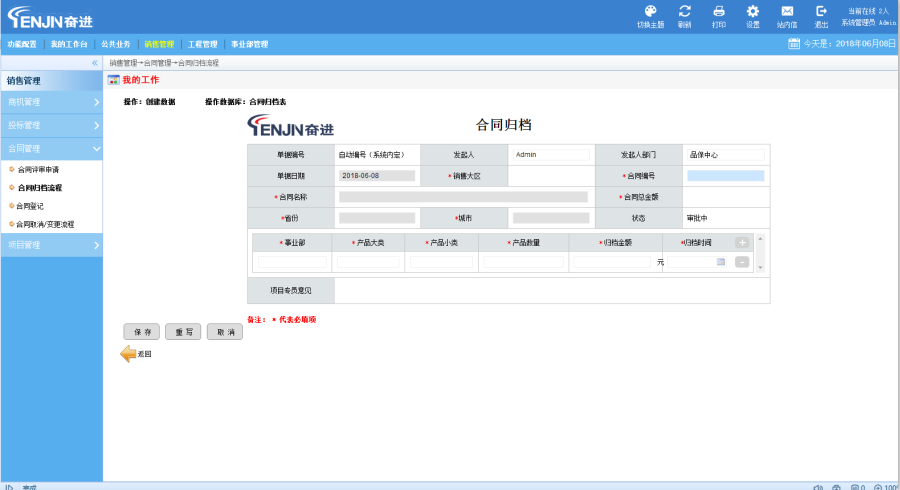 ENJN奋进
切换主题 刷新 打印 设置 站内信 退出
当前在线 2人
系统管理员 Admin
功能配置 我的工作台 公共业务 销售管理 工程管理 事业部管理
今天是：2018年06月08日
«
销售管理→合同管理→合同归档流程
销售管理
我的工作
商机管理
投标管理
合同管理
合同评审申请
合同归档流程
合同登记
合同取消/变更流程
项目管理
操作：创建数据 操作数据库：合同归档表
ENJN奋进
合同归档
单据编号 自动编号（系统内定） 发起人 Admin 发起人部门 品保中心
单据日期 2018-06-08 *销售大区 *合同编号
*合同名称 *合同总金额
*省份 *城市 状态 审批中
*事业部 *产品大类 *产品小类 *产品数量 *归档金额 *归档时间 +
元 -
项目专员意见
备注：* 代表必填项
保存 重写 取消
返回
完成 0 100%